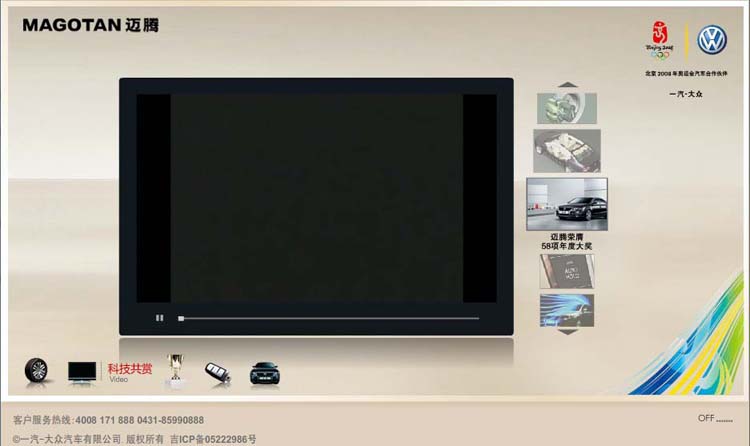 MAGOTAN 迈腾
Beijing 2008
北京 2008 年奥运会汽车合作伙伴
一汽-大众
迈腾荣膺
58项年度大奖
AUTO
HOLD
科技共赏
Video
客户服务热线: 4008 171 888 0431-85990888
OFF
©一汽-大众汽车有限公司. 版权所有. 吉ICP备05222986号